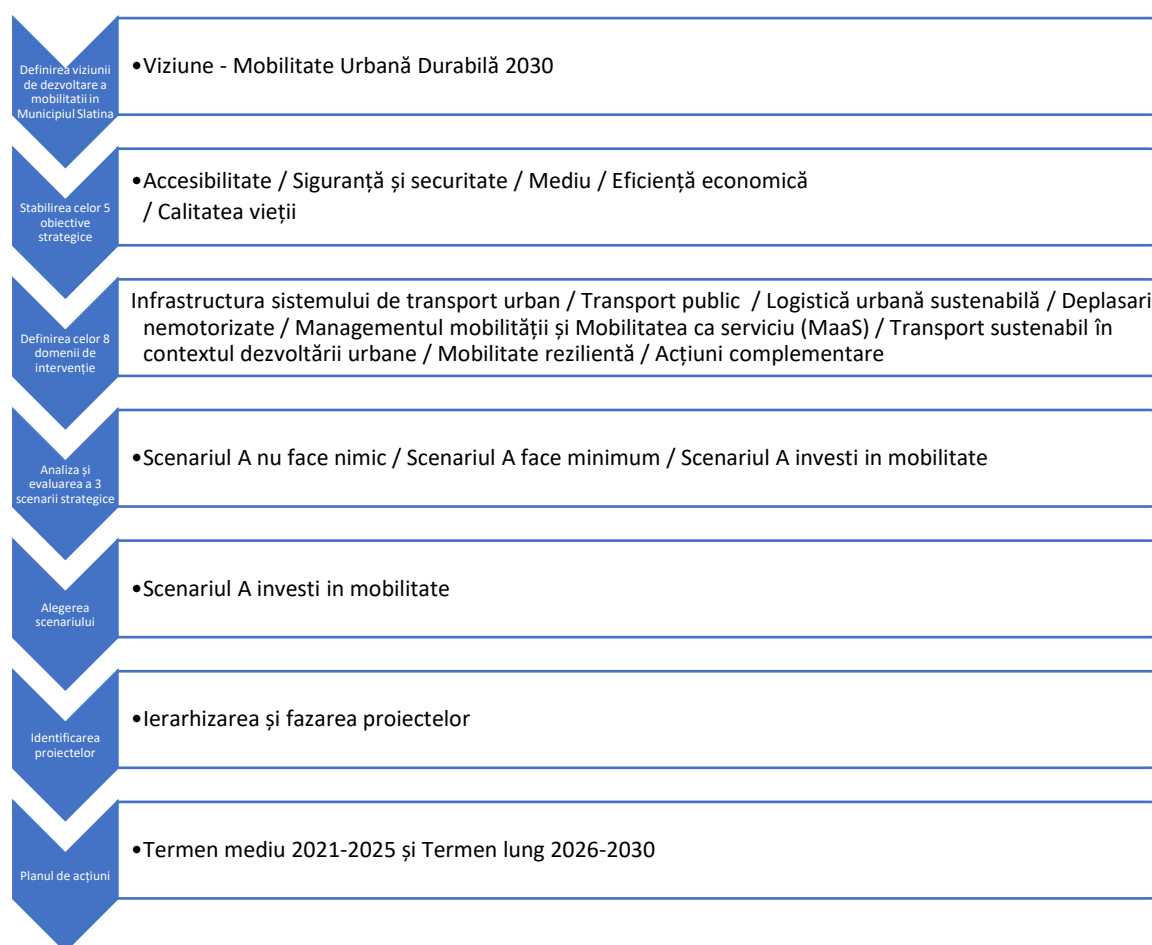 Definirea viziunii
de dezvoltare a
mobilitatii in
Municipiul Slatina
•Viziune - Mobilitate Urbană Durabilă 2030
Stabilirea celor 5
obiective
strategice
•Accesibilitate / Siguranță și securitate / Mediu / Eficiență economică
/ Calitatea vieții
Definirea celor 8
domenii de
intervenție
Infrastructura sistemului de transport urban / Transport public / Logistică urbană sustenabilă / Deplasari
nemotorizate / Managementul mobilității și Mobilitatea ca serviciu (MaaS) / Transport sustenabil în
contextul dezvoltării urbane / Mobilitate rezilientă / Acțiuni complementare
Analiza și
evaluarea a 3
scenarii strategice
•Scenariul A nu face nimic / Scenariul A face minimum / Scenariul A investi in mobilitate
Alegerea
scenariului
•Scenariul A investi in mobilitate
Identificarea
proiectelor
•Ierarhizarea și fazarea proiectelor
Planul de acțiuni
•Termen mediu 2021-2025 și Termen lung 2026-2030